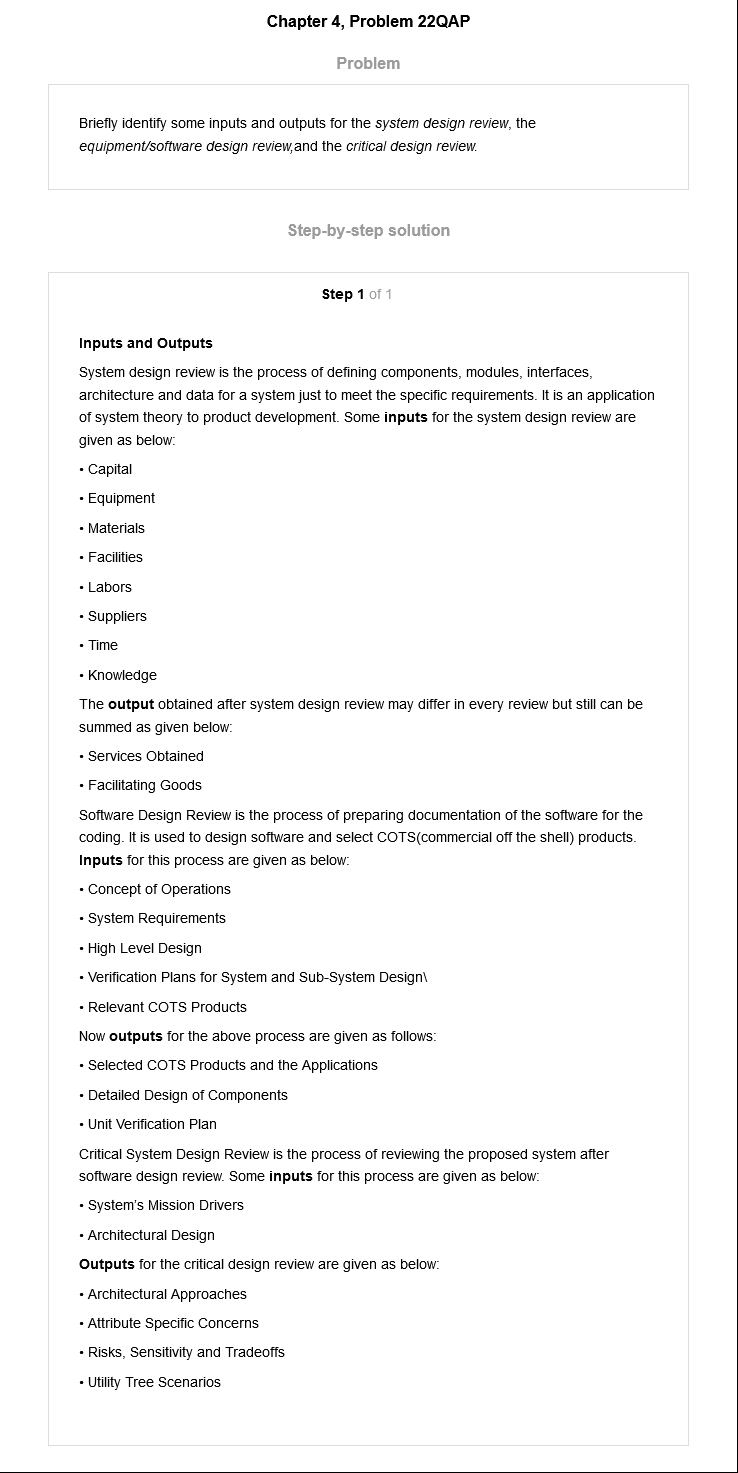 Chapter 4, Problem 22QAP
Problem
Briefly identify some inputs and outputs for the system design review, the
equipment/software design review,and the critical design review.
Step-by-step solution
Step 1 of 1
Inputs and Outputs
System design review is the process of defining components, modules, interfaces,
architecture and data for a system just to meet the specific requirements. It is an application
of system theory to product development. Some inputs for the system design review are
given as below:
• Capital
• Equipment
• Materials
• Facilities
• Labors
• Suppliers
• Time
• Knowledge
The output obtained after system design review may differ in every review but still can be
summed as given below:
• Services Obtained
• Facilitating Goods
Software Design Review is the process of preparing documentation of the software for the
coding. It is used to design software and select COTS(commercial off the shell) products.
Inputs for this process are given as below:
• Concept of Operations
• System Requirements
• High Level Design
• Verification Plans for System and Sub-System Design\
• Relevant COTS Products
Now outputs for the above process are given as follows:
• Selected COTS Products and the Applications
• Detailed Design of Components
• Unit Verification Plan
Critical System Design Review is the process of reviewing the proposed system after
software design review. Some inputs for this process are given as below:
• System's Mission Drivers
• Architectural Design
Outputs for the critical design review are given as below:
• Architectural Approaches
• Attribute Specific Concerns
• Risks, Sensitivity and Tradeoffs
• Utility Tree Scenarios